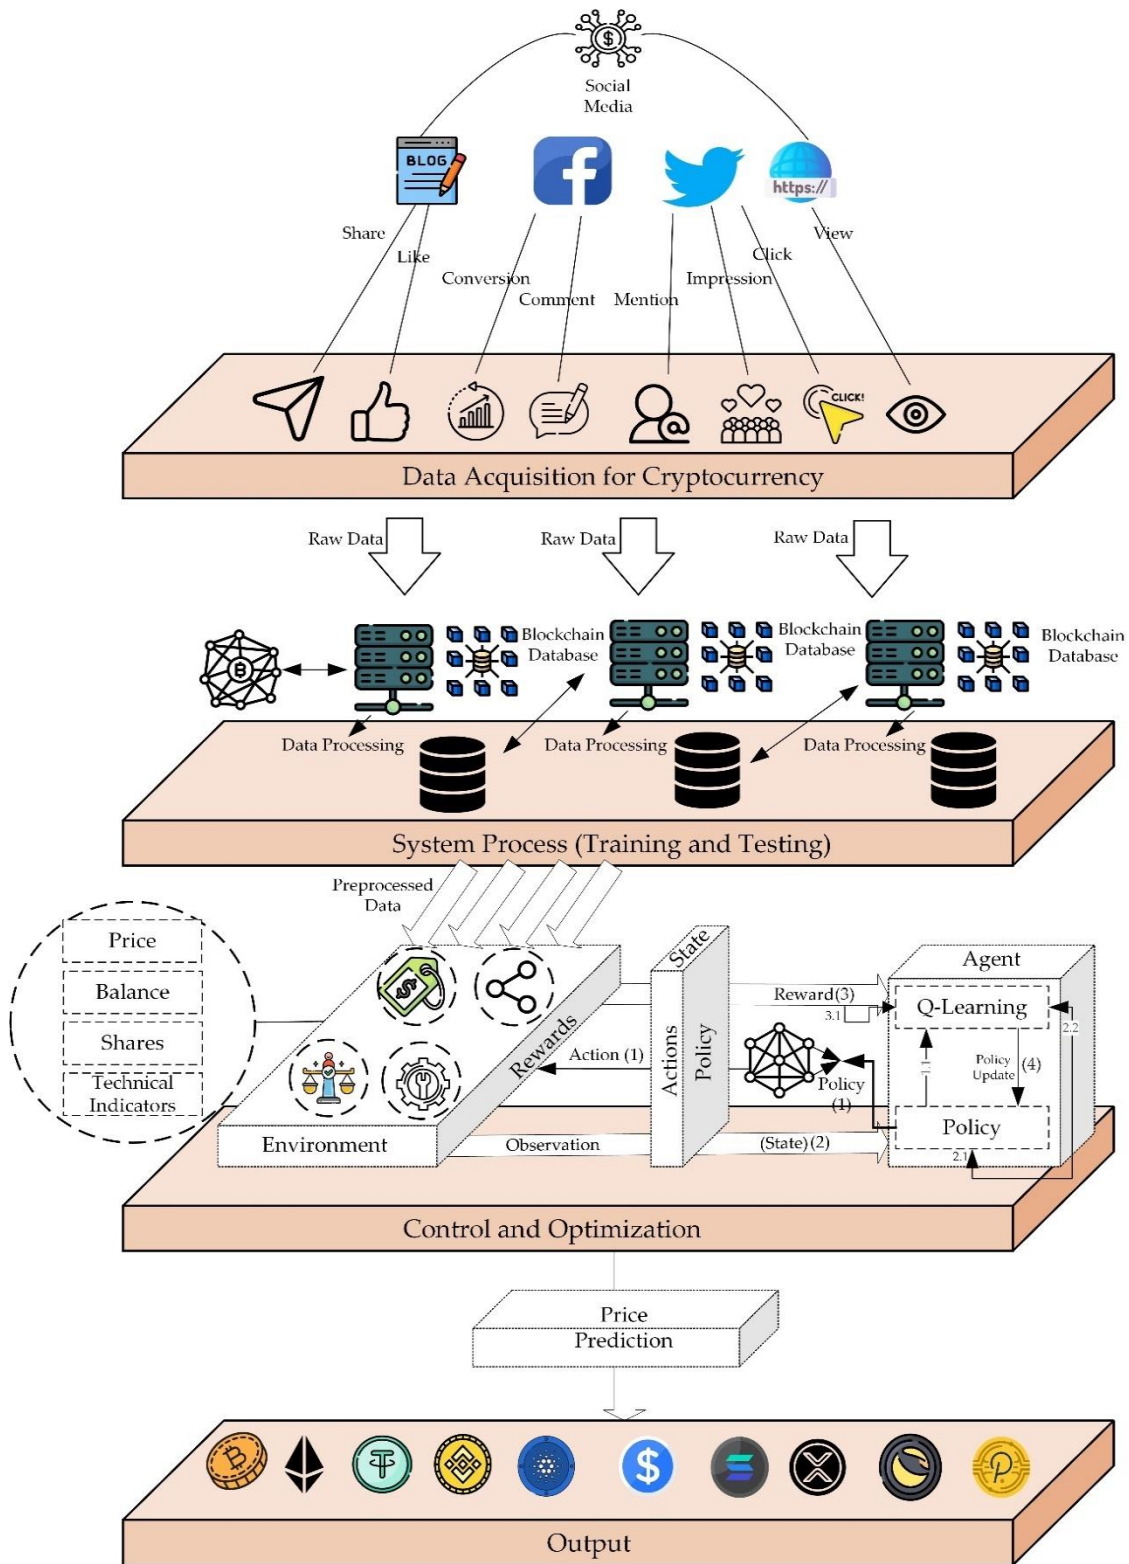 $
Social
Media
BLOG
https://
Share
Like
Conversion
Comment
Mention
Impression
Click
View
CLICK!
Data Acquisition for Cryptocurrency
Raw Data
Raw Data
Raw Data
Blockchain
Database
Blockchain
Database
Blockchain
Database
Data Processing
Data Processing
Data Processing
System Process (Training and Testing)
Preprocessed
Data
Price
Balance
Shares
Technical
Indicators
$
Environment
Rewards
State
Actions
Policy
Action (1)
Observation
(State) (2)
Reward(3)
3.1
Policy
(1)
Agent
Q-Learning
2.2
1.1
Policy
Update
(4)
Policy
2.1
Control and Optimization
Price
Prediction
$
Output